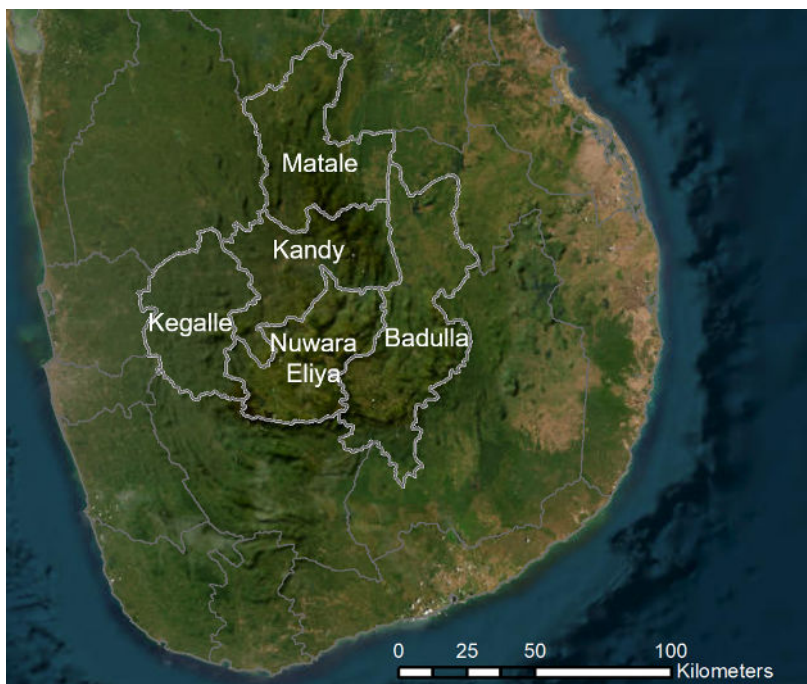 Matale
Kandy
Kegalle
Nuwara
Eliya
Badulla
0 25 50 100
Kilometers